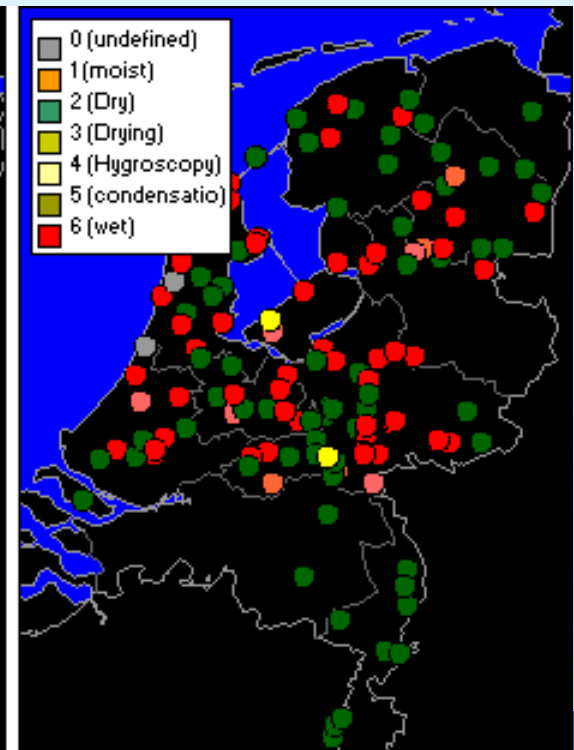 0 (undefined)
1(moist)
2 (Dry)
3 (Drying)
4 (Hygroscopy)
5 (condensatio)
6 (wet)